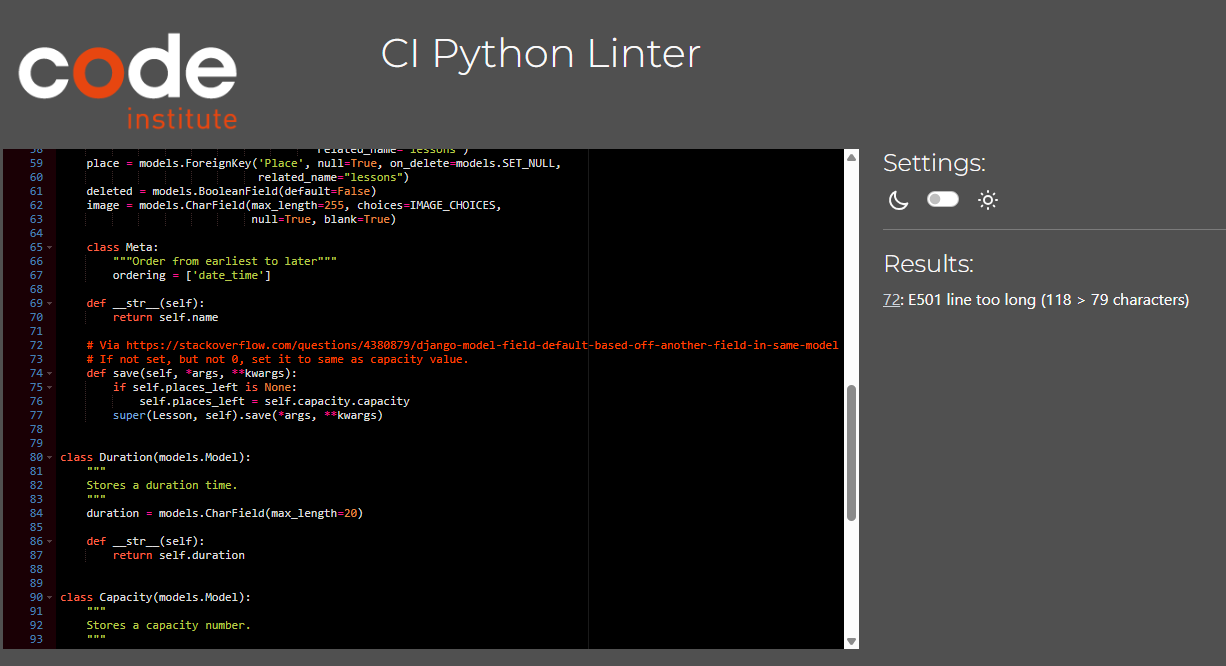 code
institute
CI Python Linter
58 related_name="lessons")
59 place = models.ForeignKey('Place', null=True, on_delete=models.SET_NULL,
60 related_name="lessons")
61 deleted = models.BooleanField(default=False)
62 image = models.CharField(max_length=255, choices=IMAGE_CHOICES,
63 null=True, blank=True)
64
65 class Meta:
66 """Order from earliest to later"""
67 ordering = ['date_time']
68
69 def __str__(self):
70 return self.name
71
72 # Via https://stackoverflow.com/questions/4380879/django-model-field-default-based-off-another-field-in-same-model
73 # If not set, but not 0, set it to same as capacity value.
74 def save(self, *args, **kwargs):
75 if self.places_left is None:
76 self.places_left = self.capacity.capacity
77 super(Lesson, self).save(*args, **kwargs)
78
79
80 class Duration(models.Model):
81 """
82 Stores a duration time.
83 """
84 duration = models.CharField(max_length=20)
85
86 def __str__(self):
87 return self.duration
88
89
90 class Capacity(models.Model):
91 """
92 Stores a capacity number.
93 """
Settings:
Results:
72: E501 line too long (118 > 79 characters)